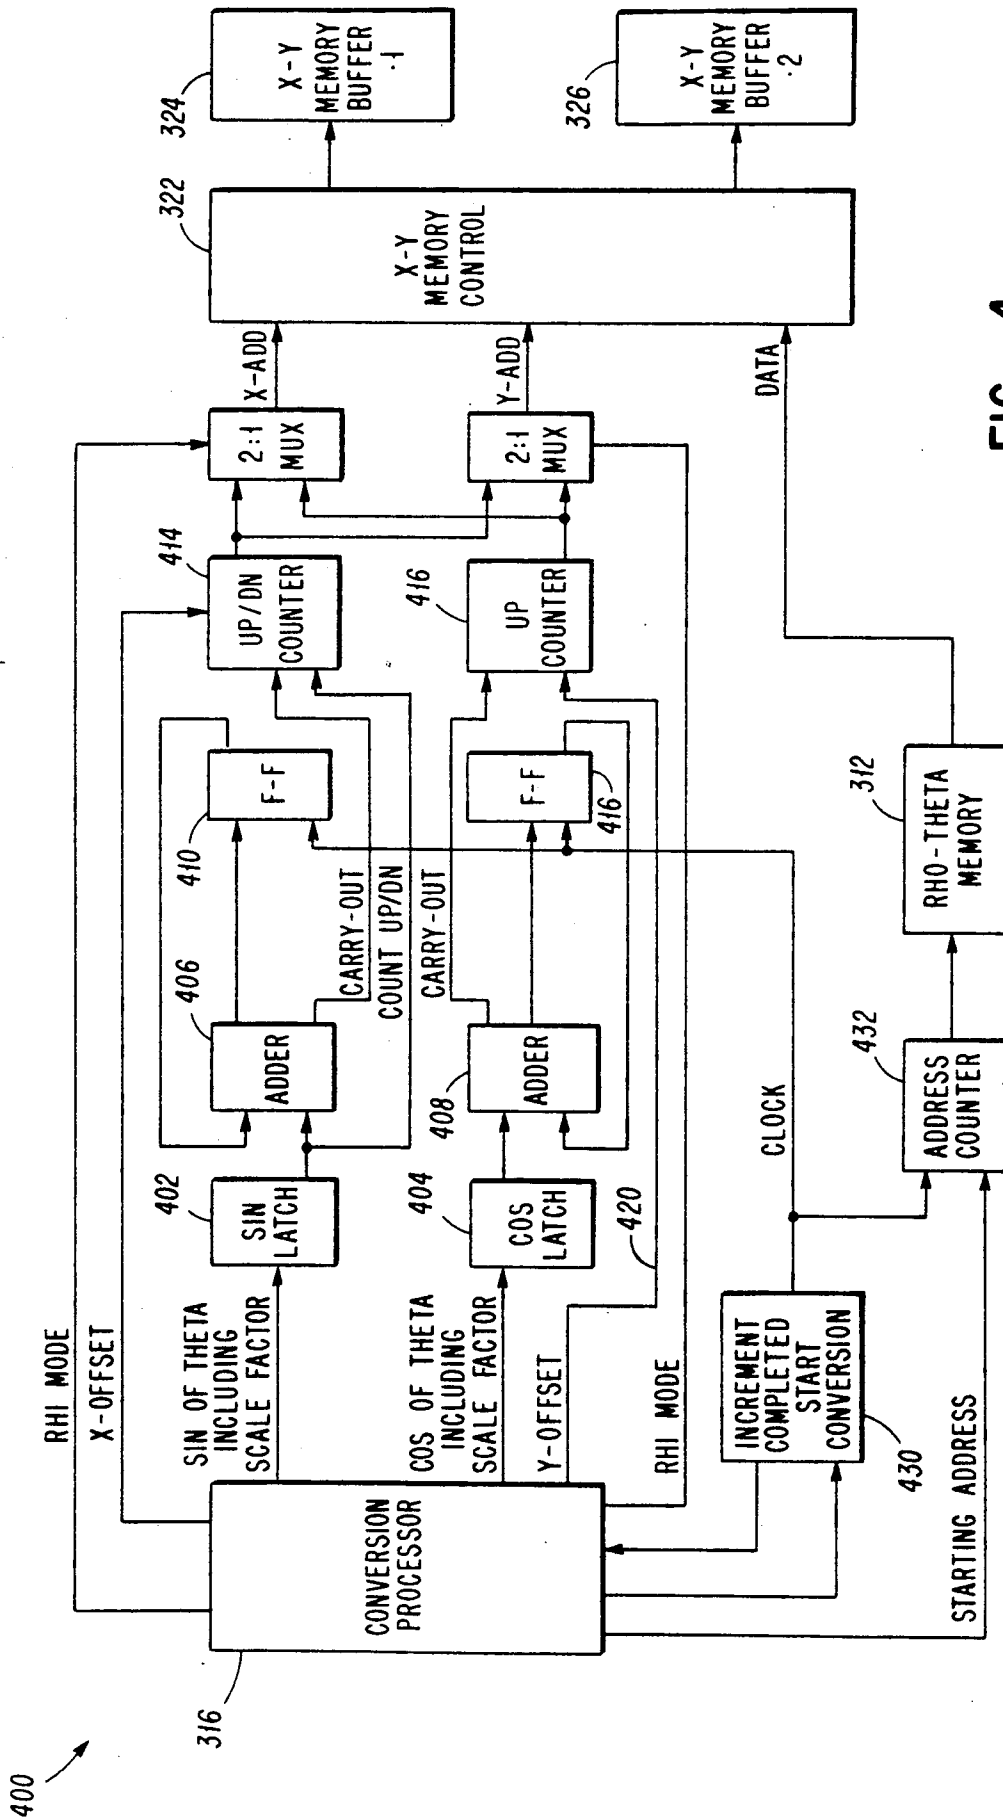 400
316
CONVERSION
PROCESSOR
RHI MODE
X-OFFSET
SIN OF THETA
INCLUDING
SCALE FACTOR
COS OF THETA
INCLUDING
SCALE FACTOR
Y-OFFSET
RHI MODE
STARTING ADDRESS
402
SIN
LATCH
404
COS
LATCH
420
INCREMENT
COMPLETED
START
CONVERSION
430
CLOCK
406
ADDER
408
ADDER
CARRY-OUT
COUNT UP/DN
CARRY-OUT
432
ADDRESS
COUNTER
410
F-F
F-F
416
312
RHO-THETA
MEMORY
414
UP/DN
COUNTER
416
UP
COUNTER
2:1
MUX
2:1
MUX
X-ADD
Y-ADD
DATA
322
X-Y
MEMORY
CONTROL
324
X-Y
MEMORY
BUFFER
·1
326
X-Y
MEMORY
BUFFER
·2